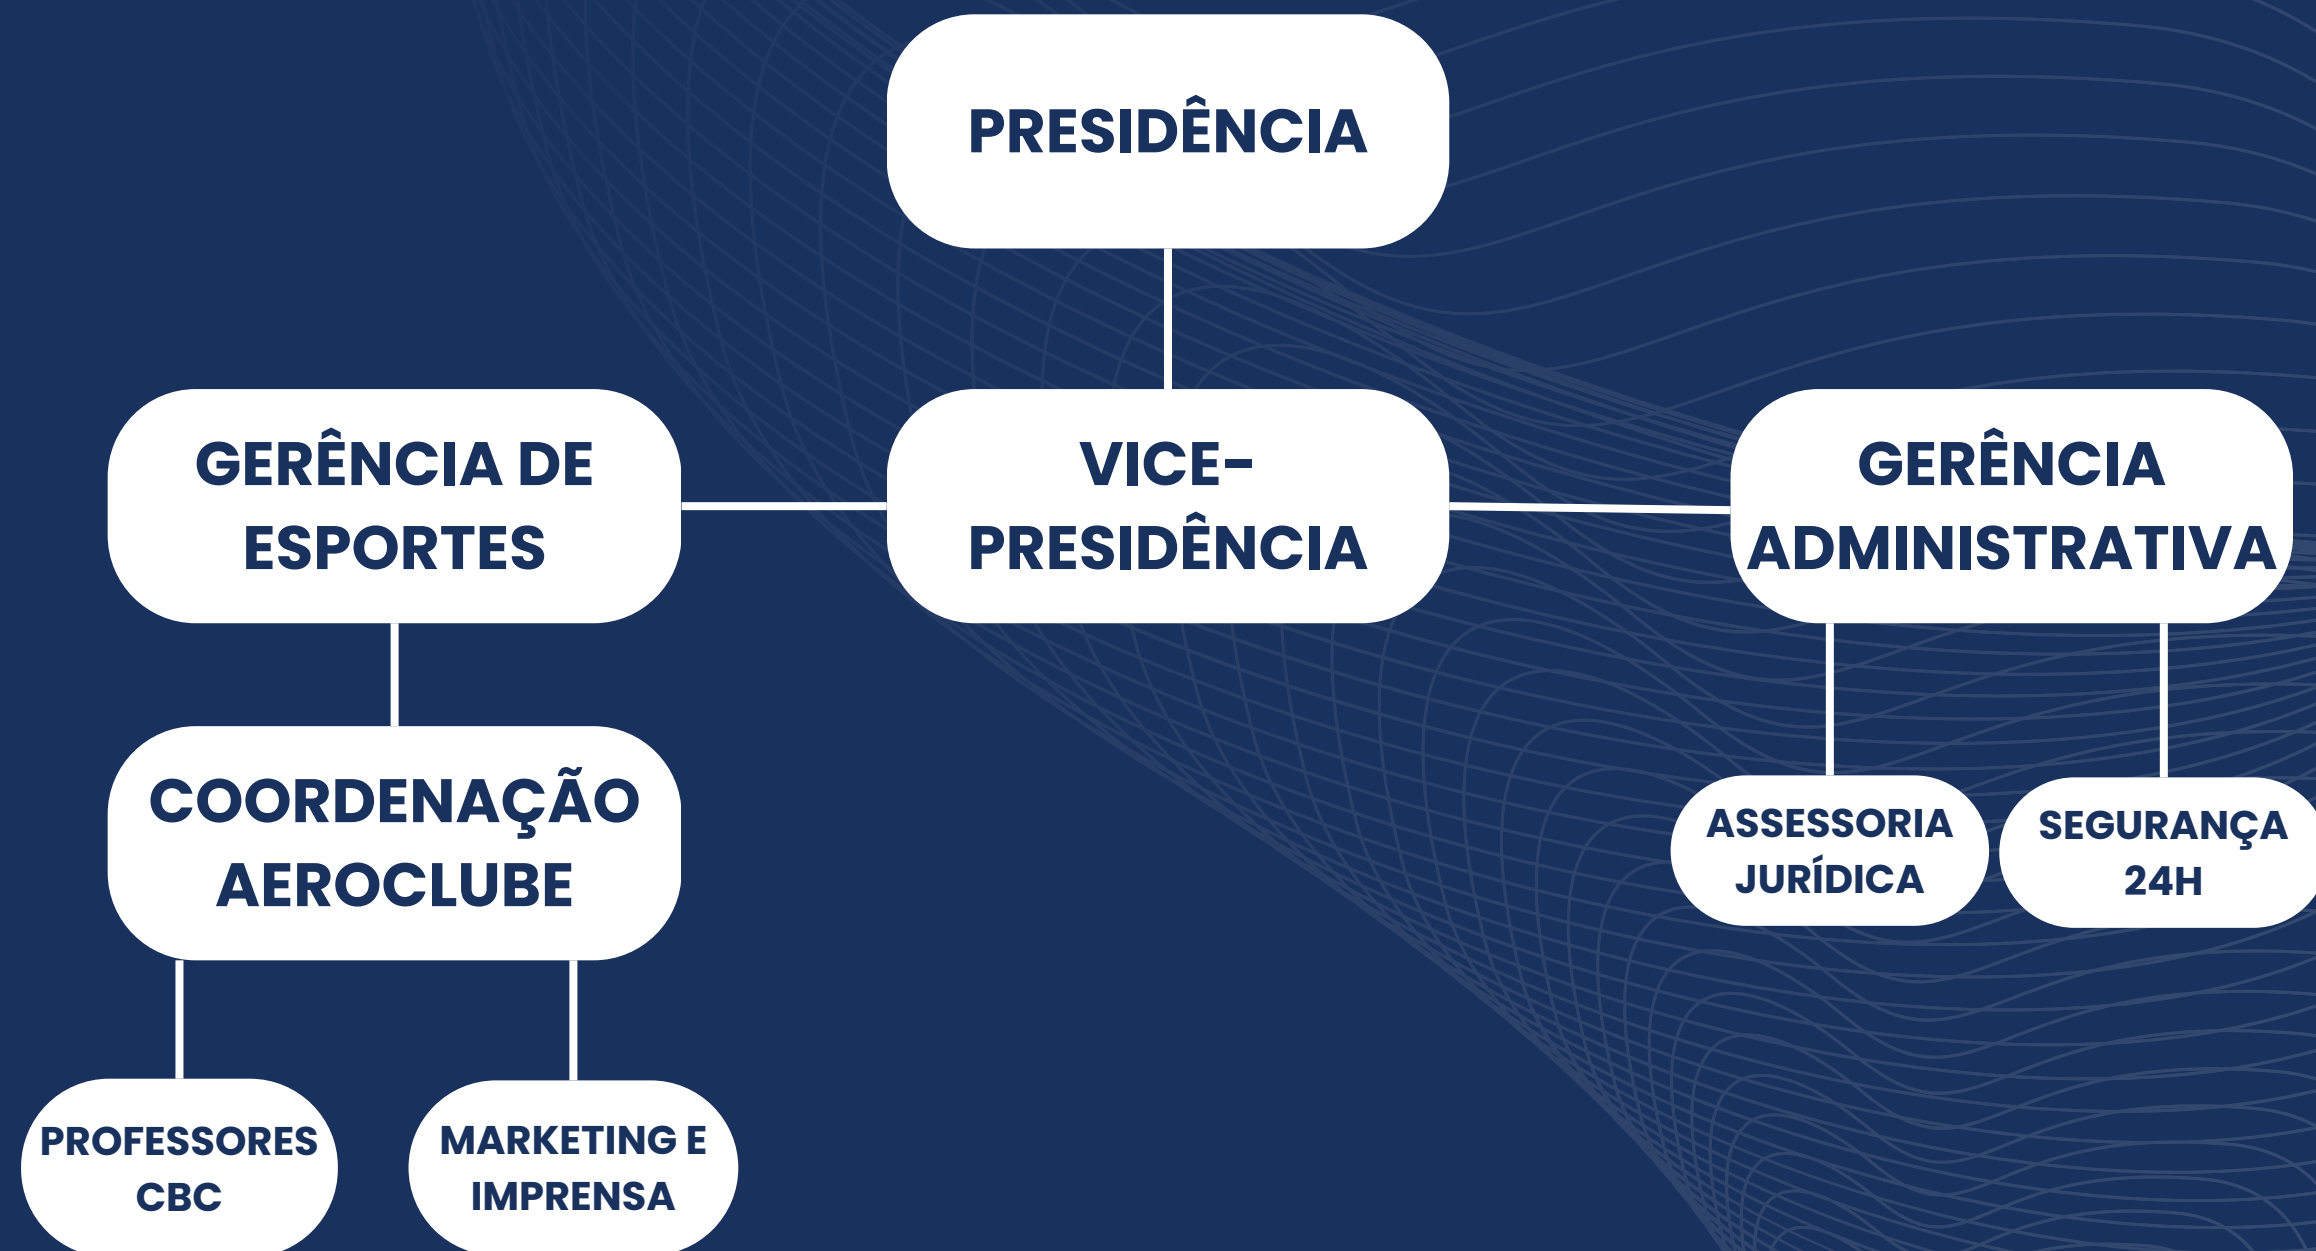 PRESIDÊNCIA
GERÊNCIA DE
ESPORTES
VICE-
PRESIDÊNCIA
GERÊNCIA
ADMINISTRATIVA
COORDENAÇÃO
AEROCLUBE
ASSESSORIA
JURÍDICA
SEGURANÇA
24H
PROFESSORES
CBC
MARKETING E
IMPRENSA